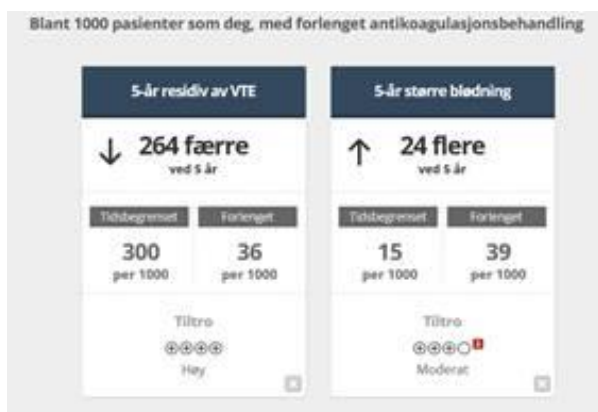 Blant 1000 pasienter som deg, med forlenget antikoagulasjonsbehandling
5-år residiv av VTE
↓ 264 færre
ved 5 år
Tidsbegrenset Forlenget
300 36
per 1000 per 1000
Tiltro
⊕⊕⊕⊕
Høy
5-år større blødning
↑ 24 flere
ved 5 år
Tidsbegrenset Forlenget
15 39
per 1000 per 1000
Tiltro
⊕⊕⊕○
Moderat